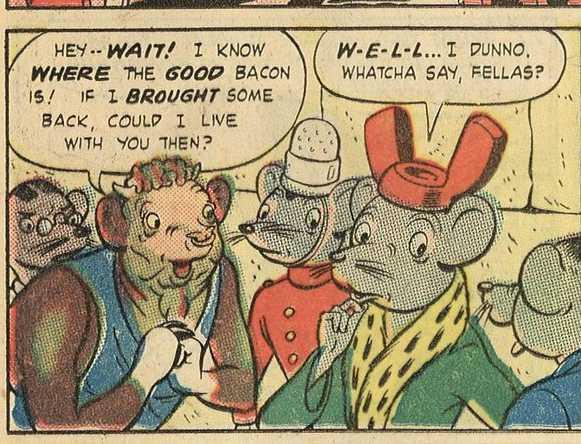 HEY-- WAIT! I KNOW
WHERE THE GOOD BACON
IS! IF I BROUGHT SOME
BACK, COULD I LIVE
WITH YOU THEN?
W-E-L-L... I DUNNO.
WHATCHA SAY, FELLAS?